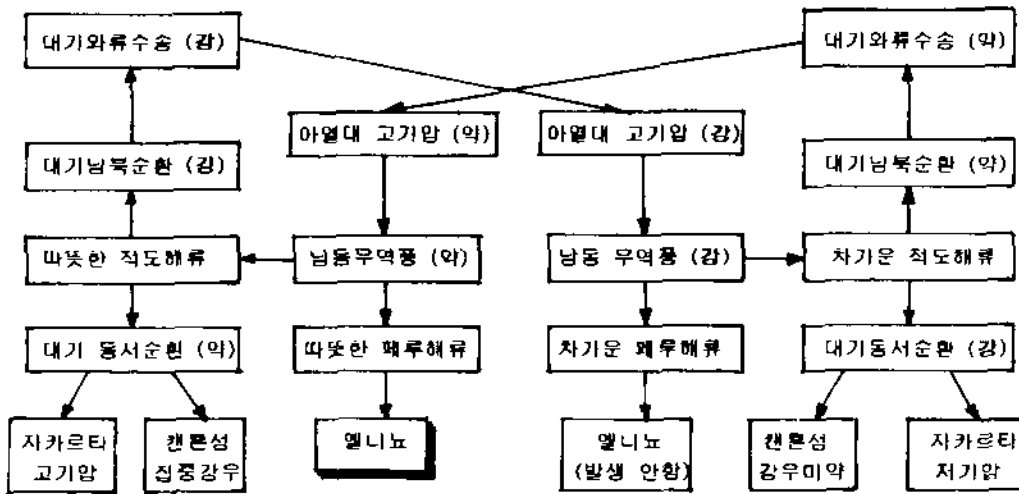 대기와류수송 (강)
대기와류수송 (약)
아열대 고기압 (약)
아열대 고기압 (강)
대기남북순환 (강)
대기남북순환 (약)
따뜻한 적도해류
남동무역풍 (약)
남동 무역풍 (강)
차가운 적도해류
대기 동서순환 (약)
따뜻한 페루해류
차가운 페루해류
대기동서순환 (강)
자카르타
고기압
캔톤섬
집중강우
엘니뇨
엘니뇨
(발생 안함)
캔톤섬
강우미약
자카르타
저기압